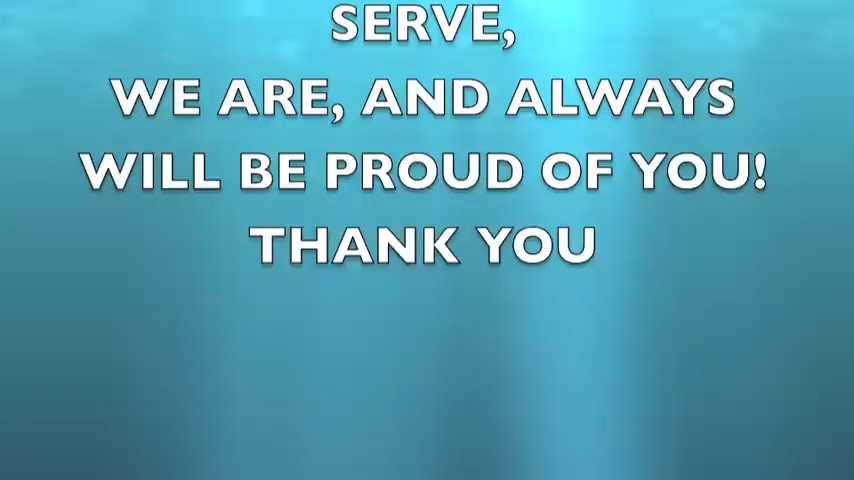 SERVE,
WE ARE, AND ALWAYS
WILL BE PROUD OF YOU!
THANK YOU